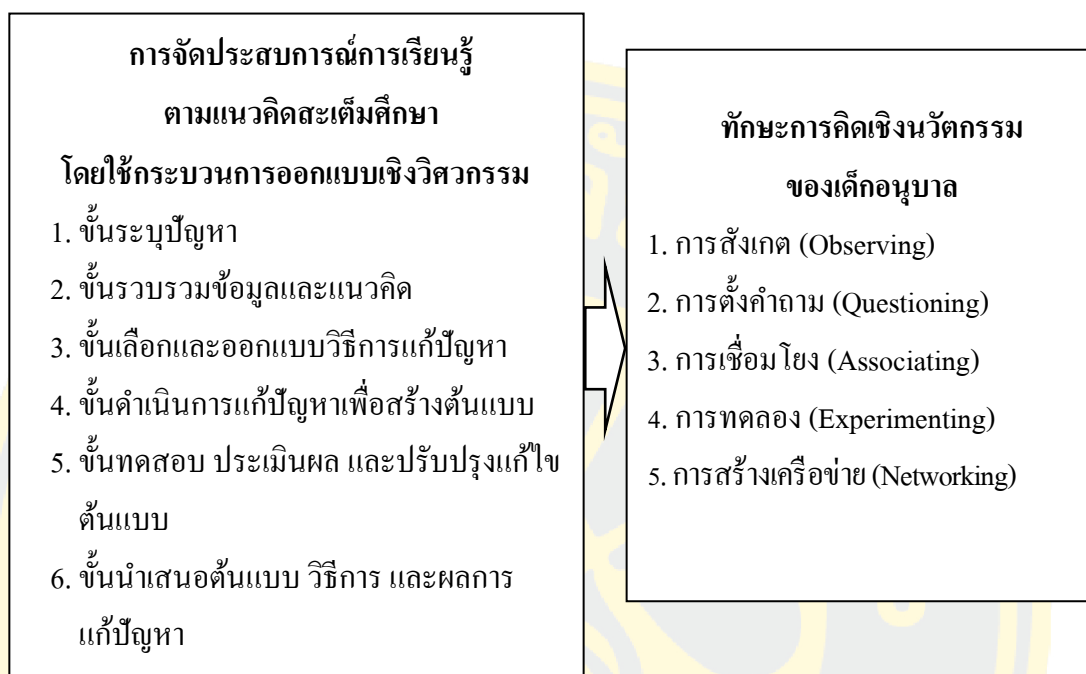 การจัดประสบการณ์การเรียนรู้
ตามแนวคิดสะเต็มศึกษา
โดยใช้กระบวนการออกแบบเชิงวิศวกรรม
1. ขั้นระบุปัญหา
2. ขั้นรวบรวมข้อมูลและแนวคิด
3. ขั้นเลือกและออกแบบวิธีการแก้ปัญหา
4. ขั้นดำเนินการแก้ปัญหาเพื่อสร้างต้นแบบ
5. ขั้นทดสอบ ประเมินผล และปรับปรุงแก้ไข
ต้นแบบ
6. ขั้นนำเสนอต้นแบบ วิธีการ และผลการ
แก้ปัญหา
ทักษะการคิดเชิงนวัตกรรม
ของเด็กอนุบาล
1. การสังเกต (Observing)
2. การตั้งคำถาม (Questioning)
3. การเชื่อมโยง (Associating)
4. การทดลอง (Experimenting)
5. การสร้างเครือข่าย (Networking)